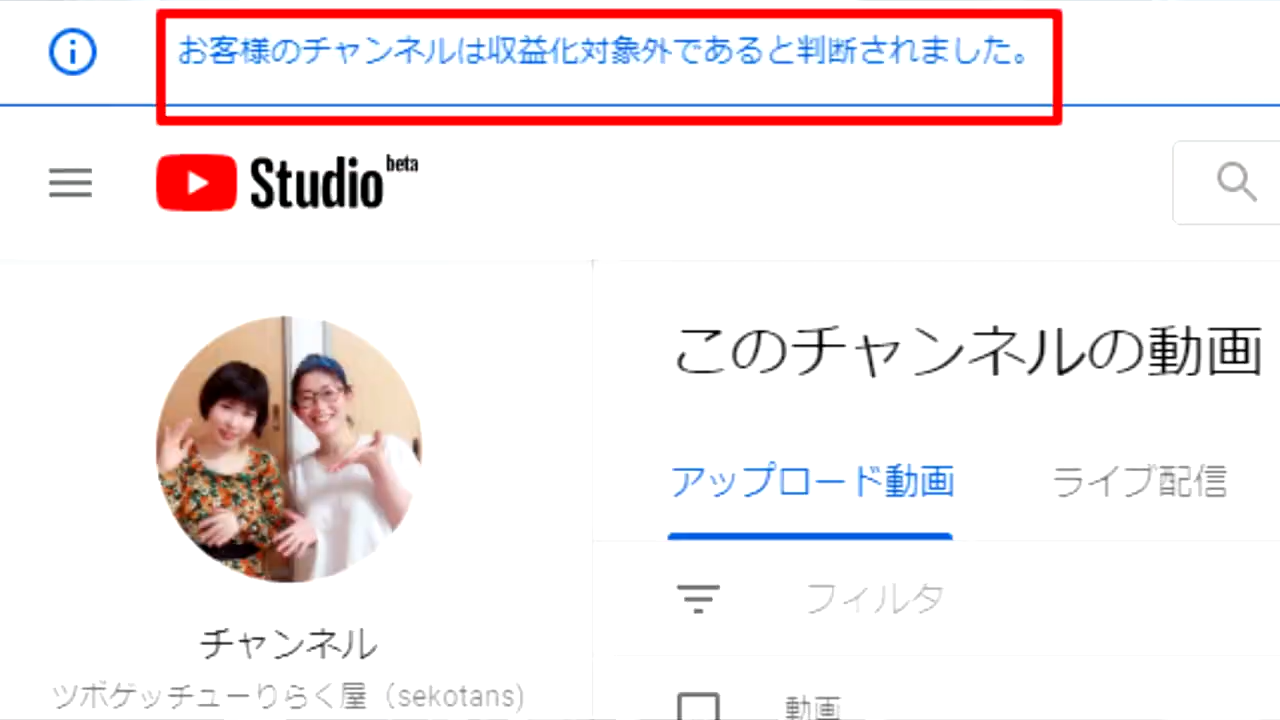 お客様のチャンネルは収益化対象外であると判断されました。
Studio beta
このチャンネルの動画
アップロード動画 ライブ配信
フィルタ
チャンネル
ツボゲッチューりらく屋（sekotans）
動画